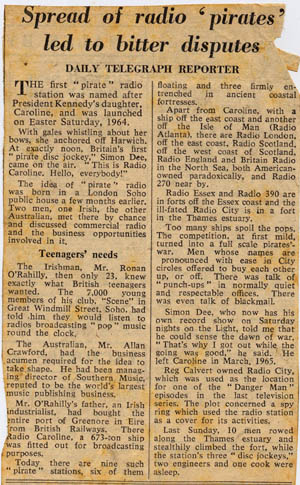 Spread of radio ‘pirates’
led to bitter disputes
DAILY TELEGRAPH REPORTER
THE first “pirate” radio
station was named after
President Kennedy's daughter,
Caroline, and was launched
on Easter Saturday, 1964.
With gales whistling about her
bows, she anchored off Harwich.
At exactly noon, Britain's first
“pirate disc jockey,” Simon Dee,
came on the air. “This is Radio
Caroline. Hello, everybody!”
The idea of “pirate” radio
was born in a London Soho
public house a few months earlier.
Two men, one Irish, the other
Australian, met there by chance
and discussed commercial radio
and the business opportunities
involved in it.
Teenagers' needs
The Irishman, Mr. Ronan
O'Rahilly, then only 23, knew
exactly what British teenagers
wanted. The 7,000 young
members of his club, “Scene” in
Great Windmill Street, Soho, had
told him they would listen to
radios broadcasting “pop” music
round the clock.
The Australian, Mr. Allan
Crawford, had the business
acumen required for the idea to
take shape. He had been manag-
ing director of Southern Music,
reputed to be the world's largest
music publishing business.
Mr. O'Rahilly's father, an Irish
industrialist, had bought the
entire port of Greenore in Eire
from British Railways. There
Radio Caroline, a 673-ton ship
was fitted out for broadcasting
purposes.
Today there are nine such
“pirate” stations, six of them
floating and three firmly en-
trenched in ancient coastal
fortresses.
Apart from Caroline, with a
ship off the east coast and another
off the Isle of Man (Radio
Atlanta), there are Radio London,
off the east coast, Radio Scotland,
off the west coast of Scotland,
Radio England and Britain Radio
in the North Sea, both American-
owned paradoxically, and Radio
270 near by.
Radio Essex and Radio 390 are
in forts off the Essex coast and the
ill-fated Radio City is in a fort
in the Thames estuary.
Too many ships spoil the pops.
The competition, at first mild,
turned into a full scale pirates'
war. Men whose names are
pronounced with ease in City
circles offered to buy each other
up, or off. There was talk of
“punch-ups” in normally quiet
and respectable offices. There
was even talk of blackmail.
Simon Dee, who now has his
own record show on Saturday
nights on the Light, told me that
he could sense the dawn of war.
“That's why I got out while the
going was good,” he said. He
left Caroline in March, 1965.
Reg Calvert owned Radio City,
which was used as the location
for one of the “Danger Man”
episodes in the last television
series. The plot concerned a spy
ring which used the radio station
as a cover for its activities.
Last Sunday, 10 men rowed
along the Thames estuary and
stealthily climbed the fort, while
the station's three “disc jockeys,”
two engineers and one cook were
asleep.